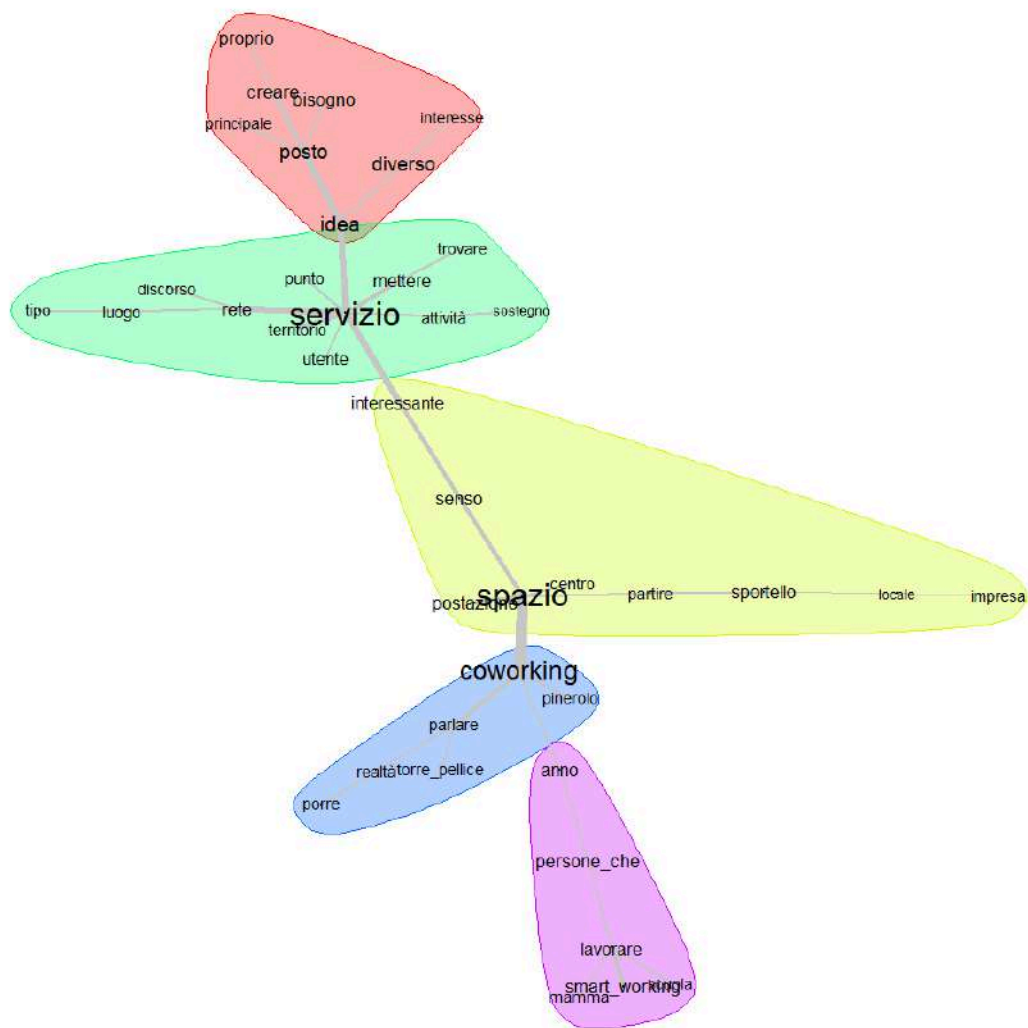 proprio
creare
bisogno
principale
interesse
posto
diverso
idea
trovare
punto
mettere
discorso
tipo
luogo
rete
servizio
attività
sostegno
territorio
utente
interessante
senso
centro
postazione
spazio
partire
sportello
locale
impresa
coworking
pinerolo
parlare
realtà
torre_pellice
anno
porre
persone_che
lavorare
smart_working
scuola
mamma